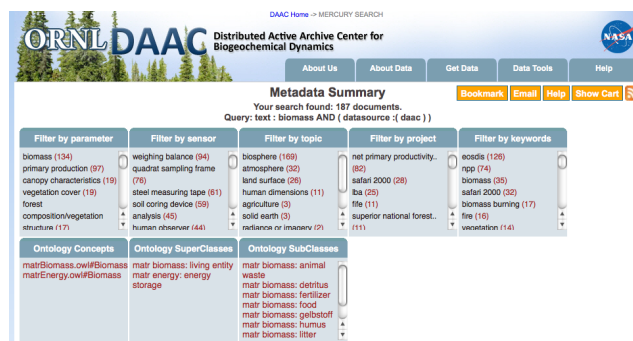 DAAC Home -> MERCURY SEARCH
ORNL DAAC Distributed Active Archive Center for
Biogeochemical Dynamics
NASA
About Us About Data Get Data Data Tools Help
Metadata Summary
Bookmark Email Help Show Cart
Your search found: 187 documents.
Query: text : biomass AND ( datasource :( daac ) )
Filter by parameter
biomass (134)
primary production (97)
canopy characteristics (19)
vegetation cover (19)
forest
composition/vegetation
structure (17)
Filter by sensor
weighing balance (94)
quadrat sampling frame
(76)
steel measuring tape (61)
soil coring device (59)
analysis (45)
human observer (44)
Filter by topic
biosphere (169)
atmosphere (32)
land surface (26)
human dimensions (11)
agriculture (3)
solid earth (3)
radiance or imagery (2)
Filter by project
net primary productivity..
(82)
safari 2000 (28)
lba (25)
fife (11)
superior national forest..
(11)
Filter by keywords
eosdis (126)
npp (74)
biomass (35)
safari 2000 (32)
biomass burning (17)
fire (16)
vegetation (14)
Ontology Concepts
matrBiomass.owl#Biomass
matrEnergy.owl#Biomass
Ontology SuperClasses
matr biomass: living entity
matr energy: energy
storage
Ontology SubClasses
matr biomass: animal
waste
matr biomass: detritus
matr biomass: fertilizer
matr biomass: food
matr biomass: gelbstoff
matr biomass: humus
matr biomass: litter